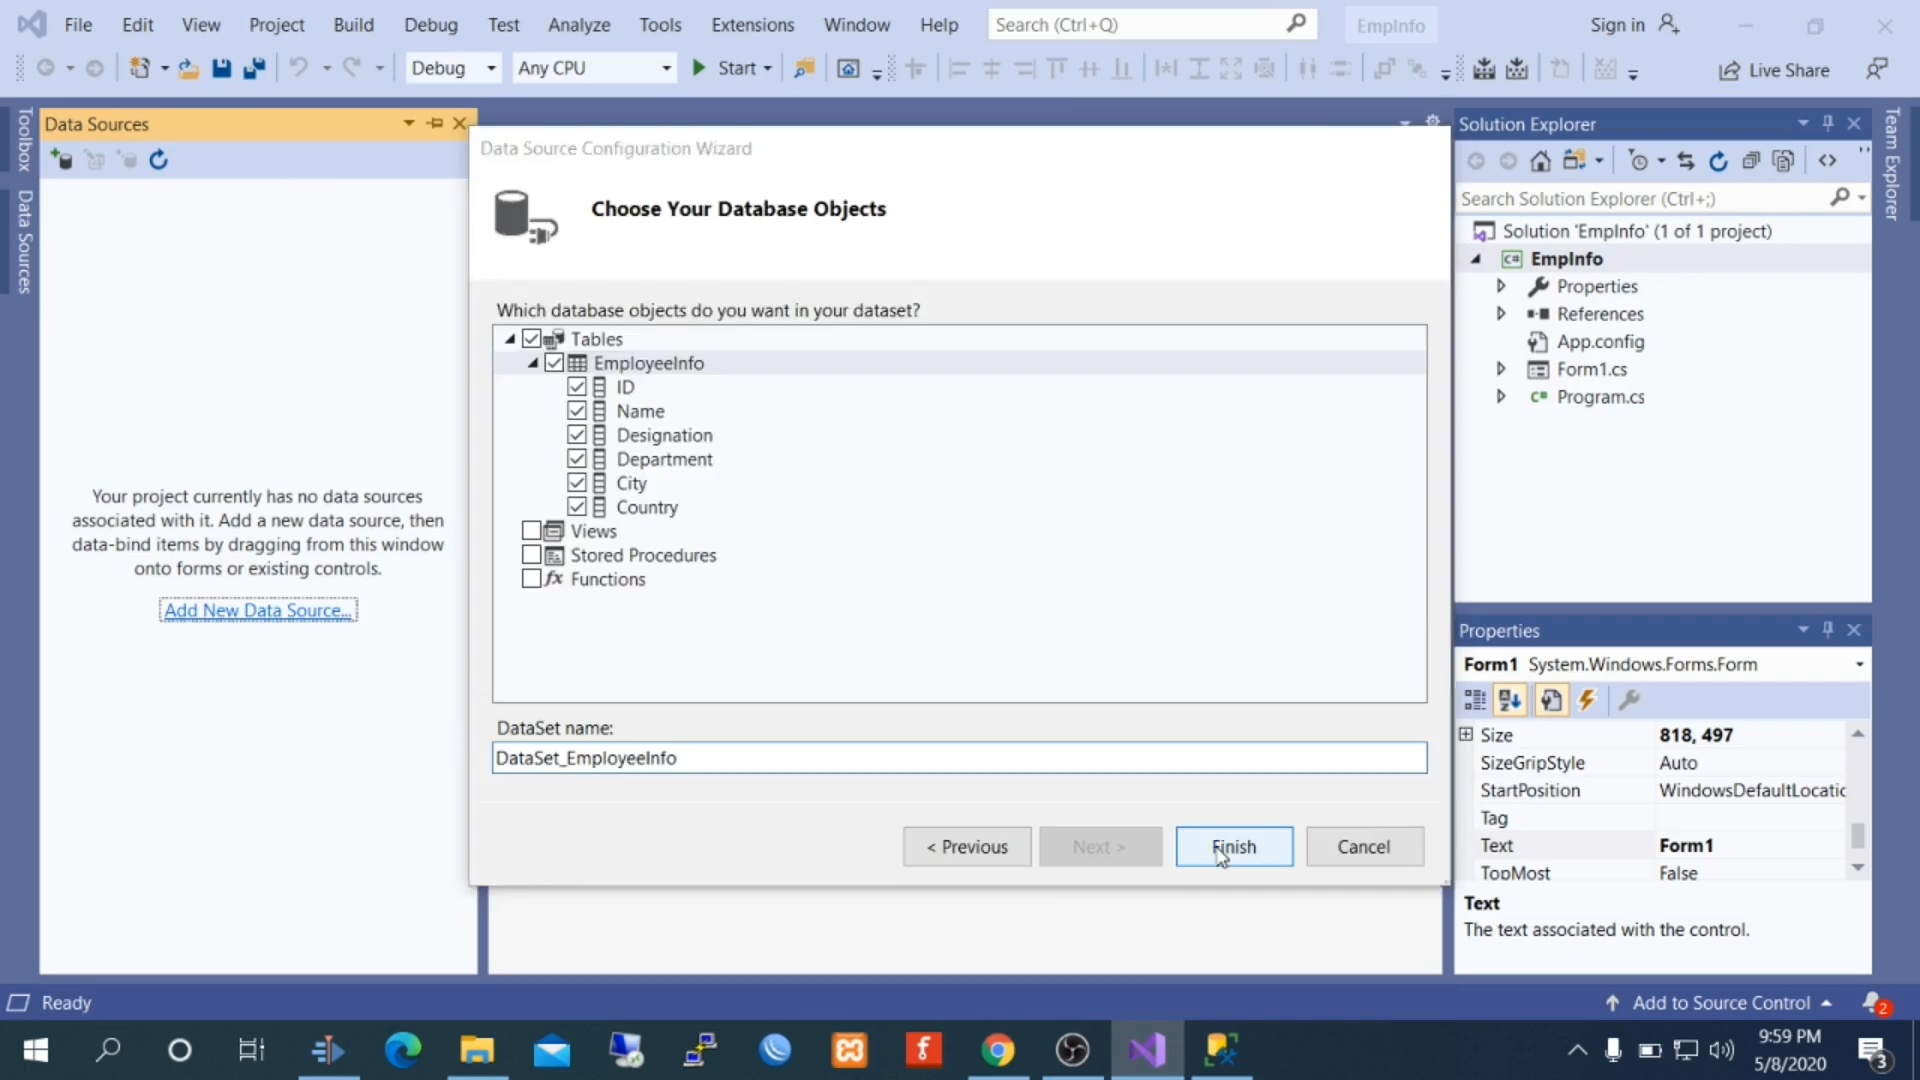 File Edit View Project Build Debug Test Analyze Tools Extensions Window Help Search (Ctrl+Q) EmpInfo Sign in
Debug Any CPU Start Live Share
Toolbox
Data Sources
Data Sources
Your project currently has no data sources
associated with it. Add a new data source, then
data-bind items by dragging from this window
onto forms or existing controls.
Add New Data Source...
Data Source Configuration Wizard
Choose Your Database Objects
Which database objects do you want in your dataset?
Tables
EmployeeInfo
ID
Name
Designation
Department
City
Country
Views
Stored Procedures
fx Functions
DataSet name:
DataSet_EmployeeInfo
< Previous Next > Finish Cancel
Solution Explorer
Search Solution Explorer (Ctrl+;)
Solution 'EmpInfo' (1 of 1 project)
C# EmpInfo
Properties
References
App.config
Form1.cs
C# Program.cs
Team Explorer
Properties
Form1 System.Windows.Forms.Form
Size 818, 497
SizeGripStyle Auto
StartPosition WindowsDefaultLocatic
Tag
Text Form1
TopMost False
Text
The text associated with the control.
Ready Add to Source Control 2
9:59 PM
5/8/2020
3